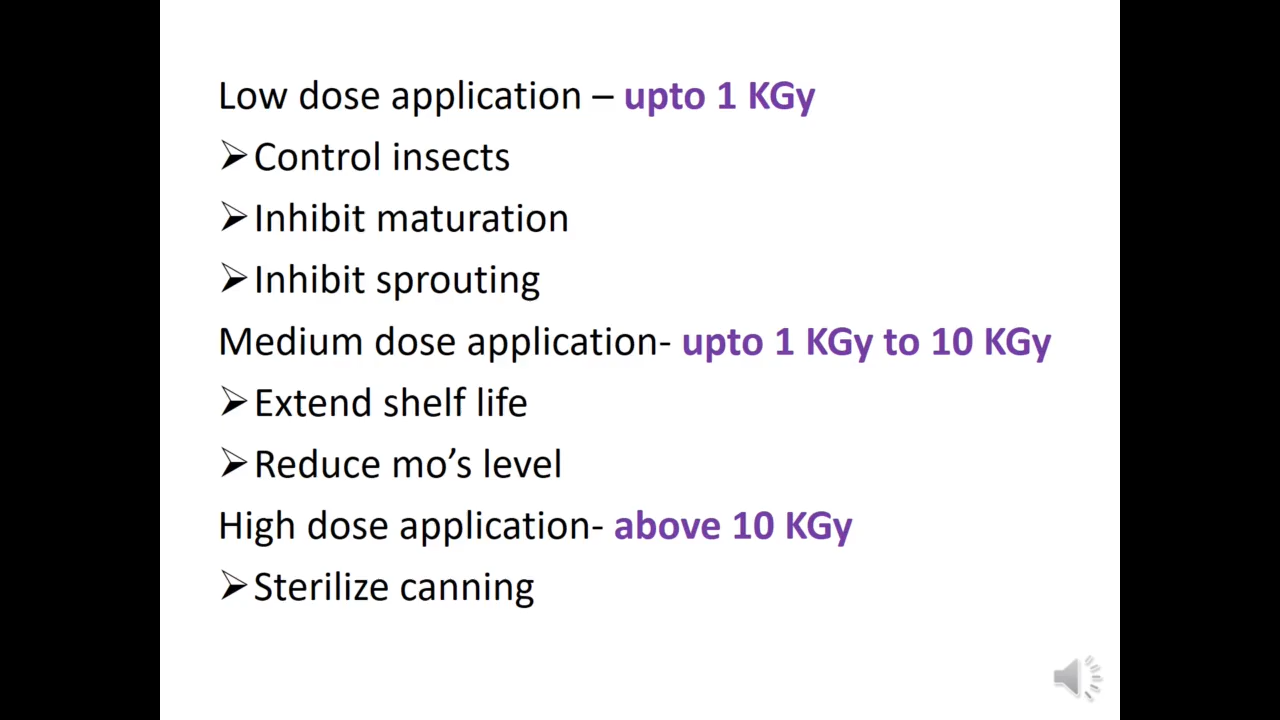 Low dose application – upto 1 KGy
➢Control insects
➢Inhibit maturation
➢Inhibit sprouting
Medium dose application- upto 1 KGy to 10 KGy
➢Extend shelf life
➢Reduce mo’s level
High dose application- above 10 KGy
➢Sterilize canning